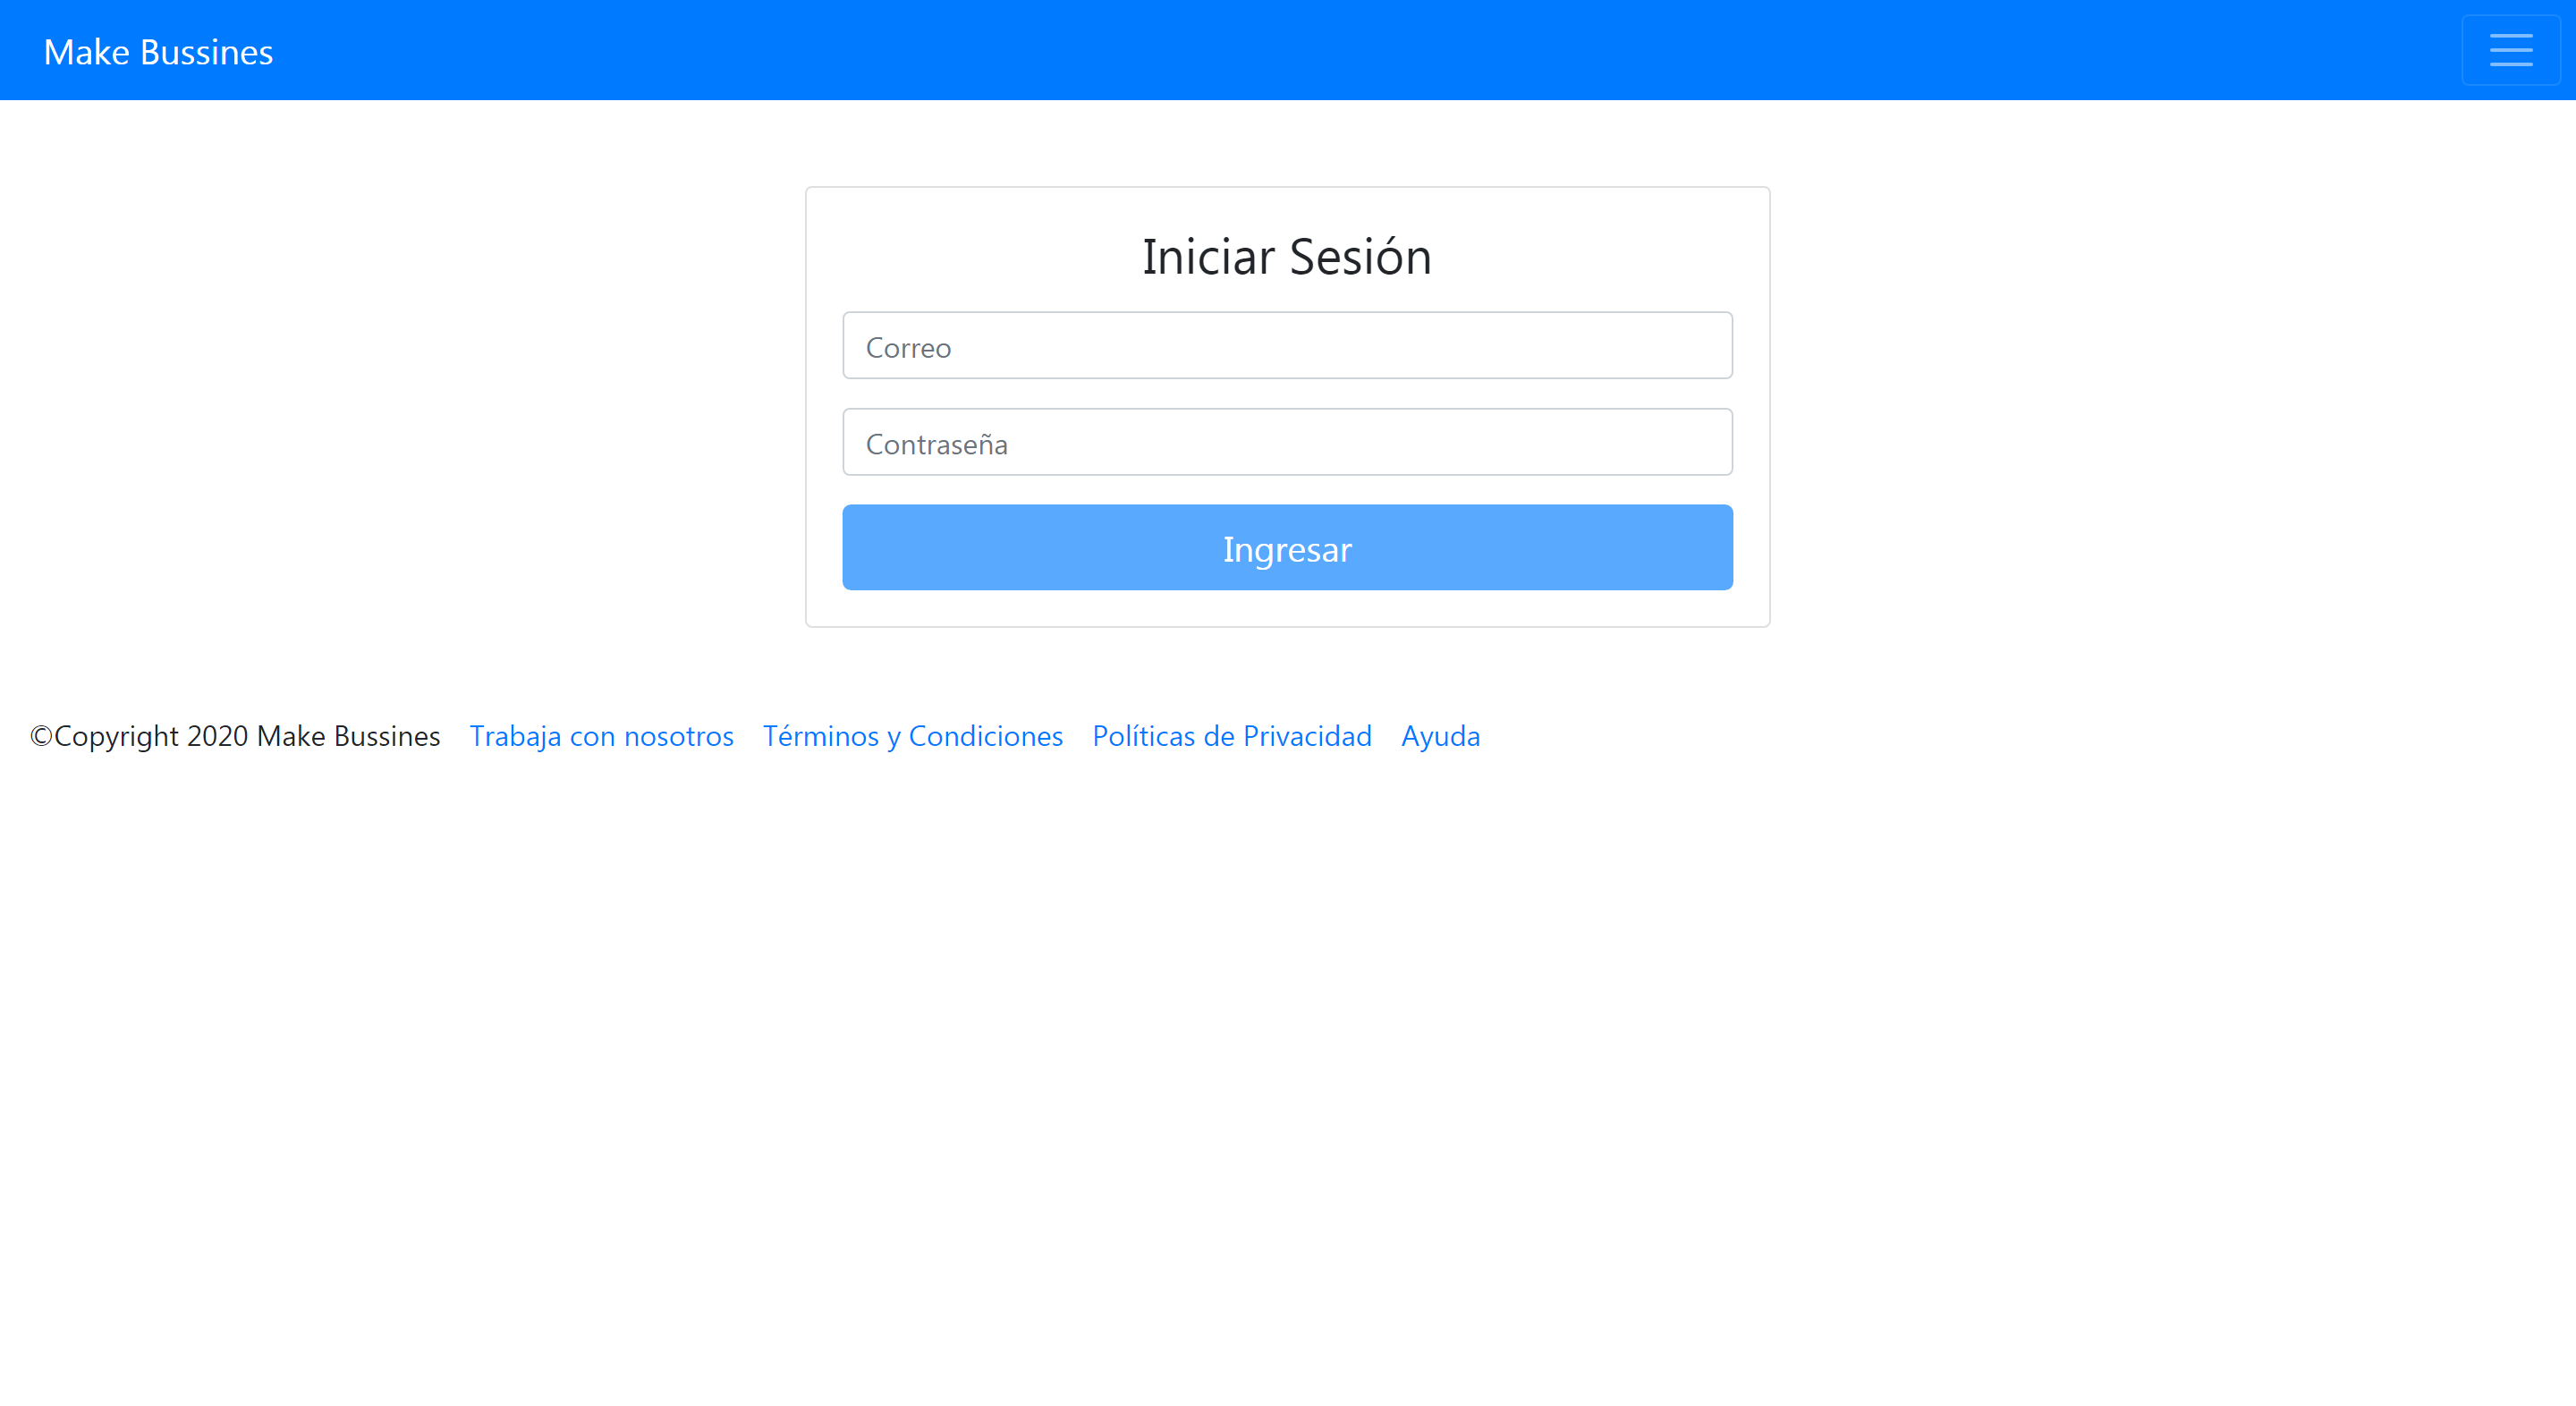 Make Bussines
Iniciar Sesión
Correo
Contraseña
Ingresar
©Copyright 2020 Make Bussines Trabaja con nosotros Términos y Condiciones Políticas de Privacidad Ayuda